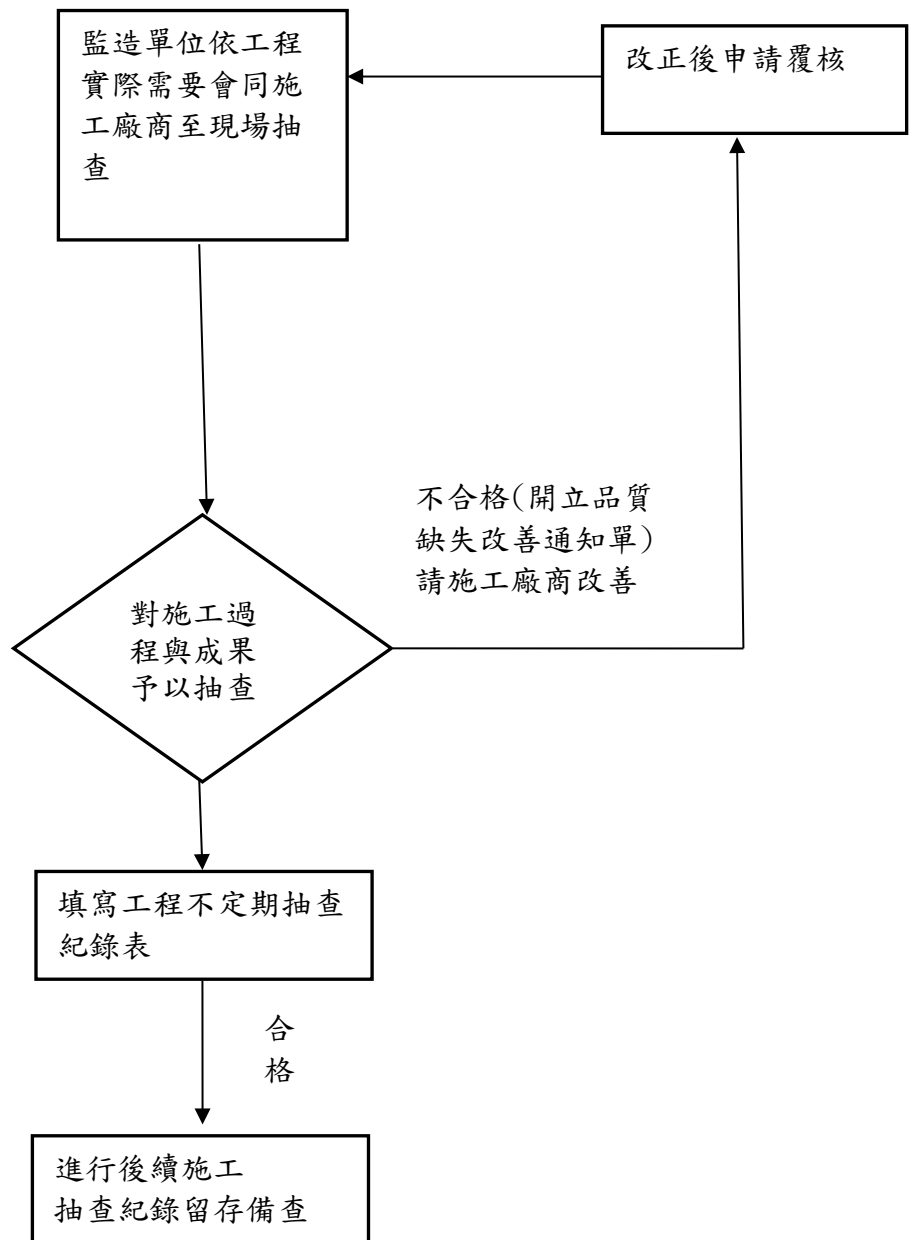 監造單位依工程
實際需要會同施
工廠商至現場抽
查
改正後申請覆核
不合格(開立品質
缺失改善通知單)
請施工廠商改善
對施工過
程與成果
予以抽查
填寫工程不定期抽查
紀錄表
合
格
進行後續施工
抽查紀錄留存備查